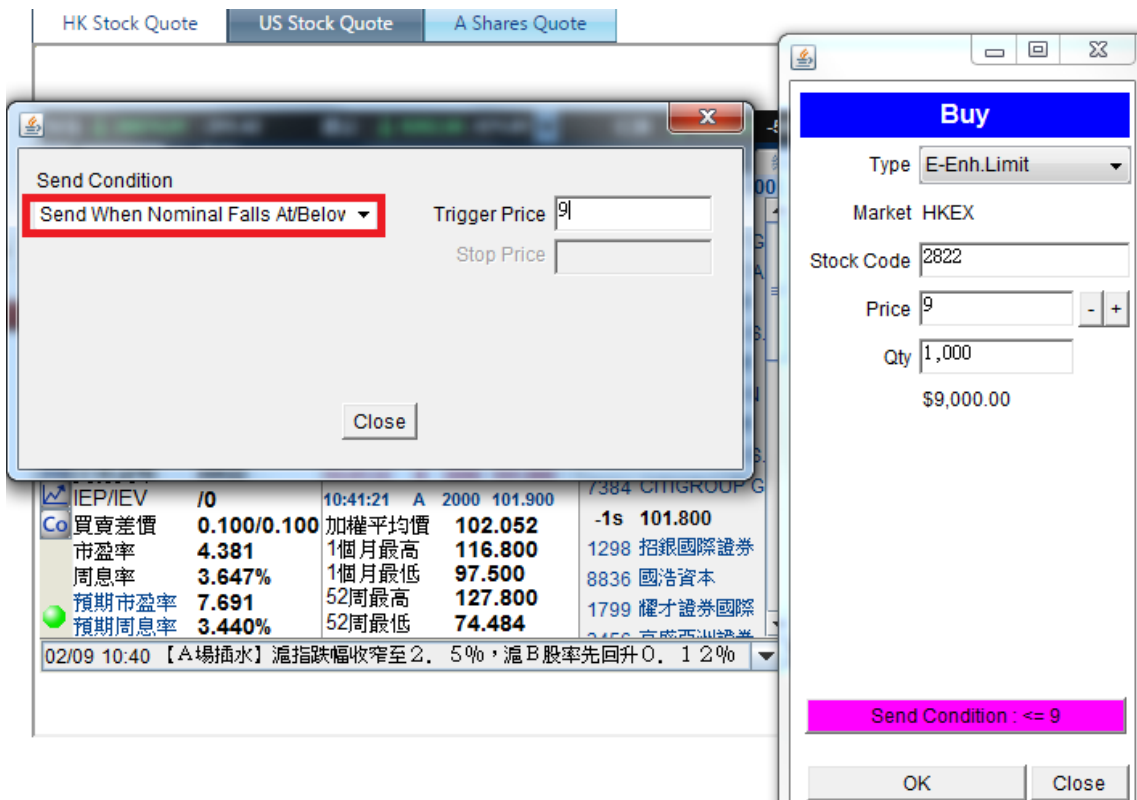 HK Stock Quote
US Stock Quote
A Shares Quote
Send Condition
Send When Nominal Falls At/Below
Trigger Price 9
Stop Price
Close
IEP/IEV /0
買賣差價 0.100/0.100
市盈率 4.381
周息率 3.647%
預期市盈率 7.691
預期周息率 3.440%
10:41:21 A 2000 101.900
加權平均價 102.052
1個月最高 116.800
1個月最低 97.500
52周最高 127.800
52周最低 74.484
7384 CITIGROUP G
-1s 101.800
1298 招銀國際證券
8836 國浩資本
1799 耀才證券國際
02/09 10:40 【A場插水】滬指跌幅收窄至2．5%，滬B股率先回升0．12%
Buy
Type E-Enh.Limit
Market HKEX
Stock Code 2822
Price 9 - +
Qty 1,000
$9,000.00
Send Condition : <= 9
OK
Close